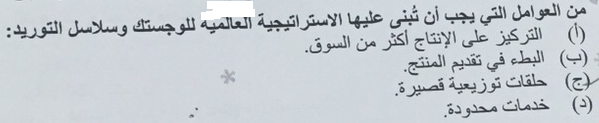 من العوامل التي يجب أن تُبنى عليها الاستراتيجية العالمية للوجستك وسلاسل التوريد:
(أ) التركيز على الإنتاج أكثر من السوق.
(ب) البطء في تقديم المنتج.
(ج) حلقات توزيعية قصيرة.
(د) خدمات محدودة.